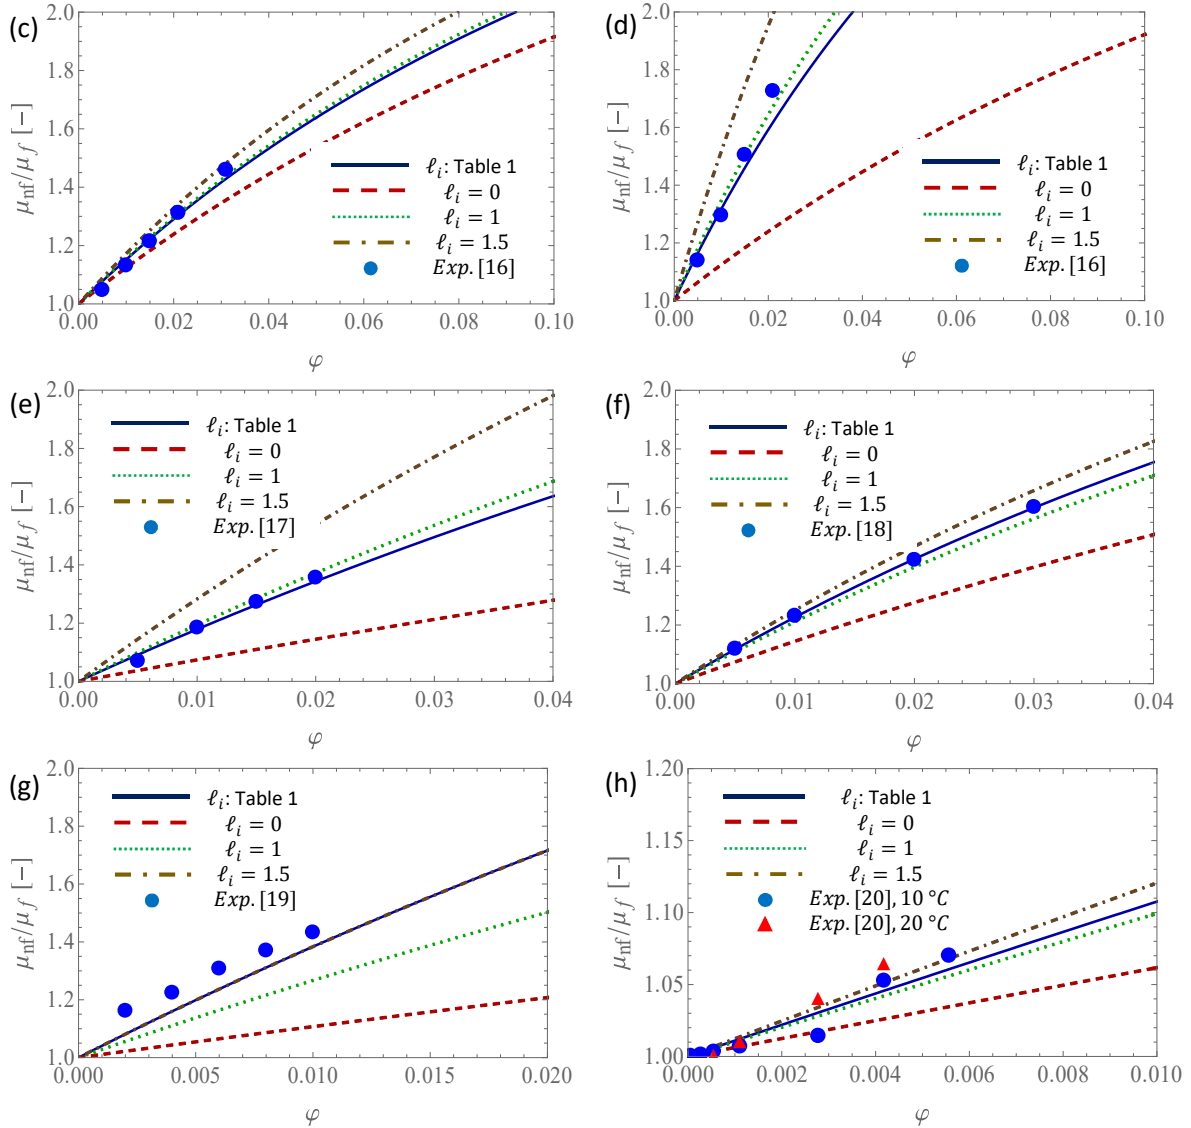 (c)
2.0
1.8
1.6
1.4
1.2
1.0
μnf/μf [−]
ℓi: Table 1
ℓi = 0
ℓi = 1
ℓi = 1.5
Exp. [16]
0.00 0.02 0.04 0.06 0.08 0.10
φ
(d)
2.0
1.8
1.6
1.4
1.2
1.0
μnf/μf [−]
ℓi: Table 1
ℓi = 0
ℓi = 1
ℓi = 1.5
Exp. [16]
0.00 0.02 0.04 0.06 0.08 0.10
φ
(e)
2.0
1.8
1.6
1.4
1.2
1.0
μnf/μf [−]
ℓi: Table 1
ℓi = 0
ℓi = 1
ℓi = 1.5
Exp. [17]
0.00 0.01 0.02 0.03 0.04
φ
(f)
2.0
1.8
1.6
1.4
1.2
1.0
μnf/μf [−]
ℓi: Table 1
ℓi = 0
ℓi = 1
ℓi = 1.5
Exp. [18]
0.00 0.01 0.02 0.03 0.04
φ
(g)
2.0
1.8
1.6
1.4
1.2
1.0
μnf/μf [−]
ℓi: Table 1
ℓi = 0
ℓi = 1
ℓi = 1.5
Exp. [19]
0.000 0.005 0.010 0.015 0.020
φ
(h)
1.20
1.15
1.10
1.05
1.00
μnf/μf [−]
ℓi: Table 1
ℓi = 0
ℓi = 1
ℓi = 1.5
Exp. [20], 10 °C
Exp. [20], 20 °C
0.000 0.002 0.004 0.006 0.008 0.010
φ